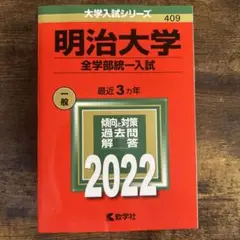 大学入試シリーズ
409
明治大学
全学部統一入試
最近3ヵ年
一般
傾向と対策
過去問
解答
2022
教学社